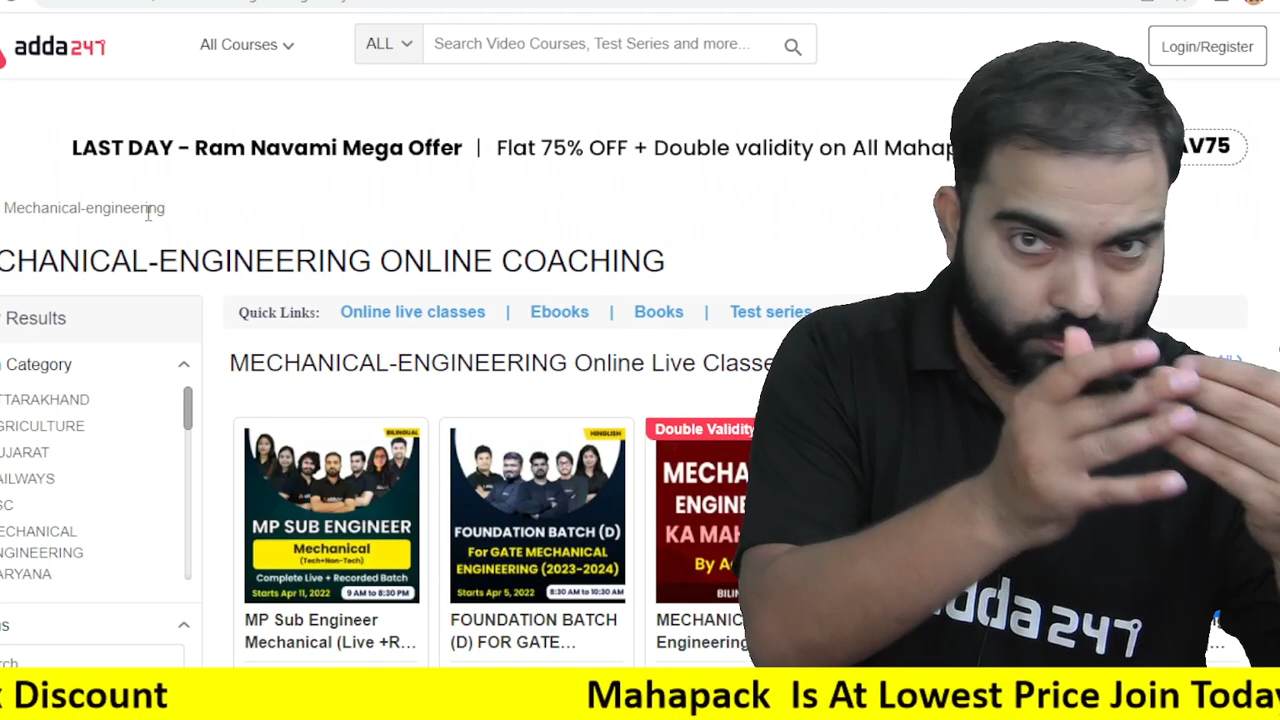 adda247
All Courses
ALL
Search Video Courses, Test Series and more...
Login/Register
LAST DAY - Ram Navami Mega Offer | Flat 75% OFF + Double validity on All Mahap
AV75
Mechanical-engineering
CHANICAL-ENGINEERING ONLINE COACHING
Results
Category
TTARAKHAND
GRICULTURE
UJARAT
AILWAYS
SC
ECHANICAL
NGINEERING
ARYANA
Quick Links: Online live classes | Ebooks | Books | Test series
MECHANICAL-ENGINEERING Online Live Classe
BILINGUAL
MP SUB ENGINEER
Mechanical
(Tech+Non-Tech)
Complete Live + Recorded Batch
Starts Apr 11, 2022 9 AM to 8:30 PM
MP Sub Engineer
Mechanical (Live +R...
HINGLISH
FOUNDATION BATCH (D)
For GATE MECHANICAL
ENGINEERING (2023-2024)
Starts Apr 5, 2022 8:30 AM to 10:30 AM
FOUNDATION BATCH
(D) FOR GATE...
Double Validity
MECHA
ENGINE
KA MAH
By A
BILIN
MECHANIC
Engineering
adda247
x Discount
Mahapack Is At Lowest Price Join Today